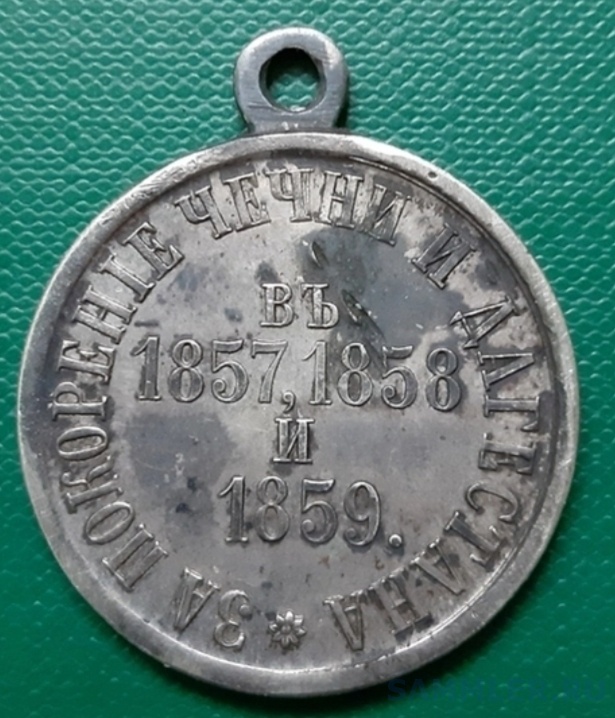 ЗА ПОКОРЕНІЕ ЧЕЧНИ И ДАГЕСТАНА
ВЪ
1857,1858
И
1859.